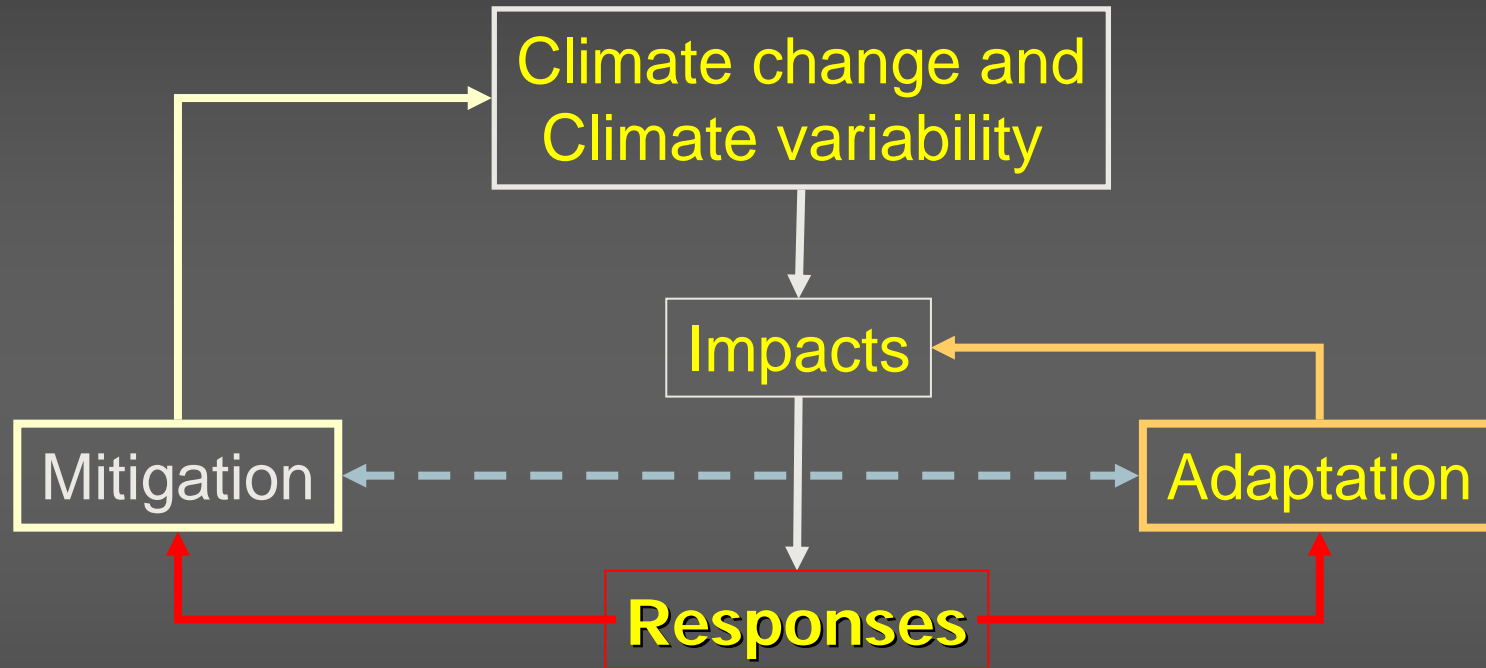 Climate change and
Climate variability
Impacts
Mitigation
Adaptation
Responses